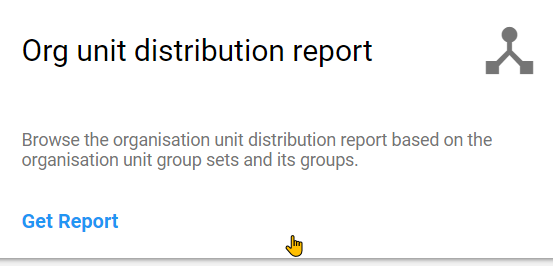 Org unit distribution report
Browse the organisation unit distribution report based on the
organisation unit group sets and its groups.
Get Report